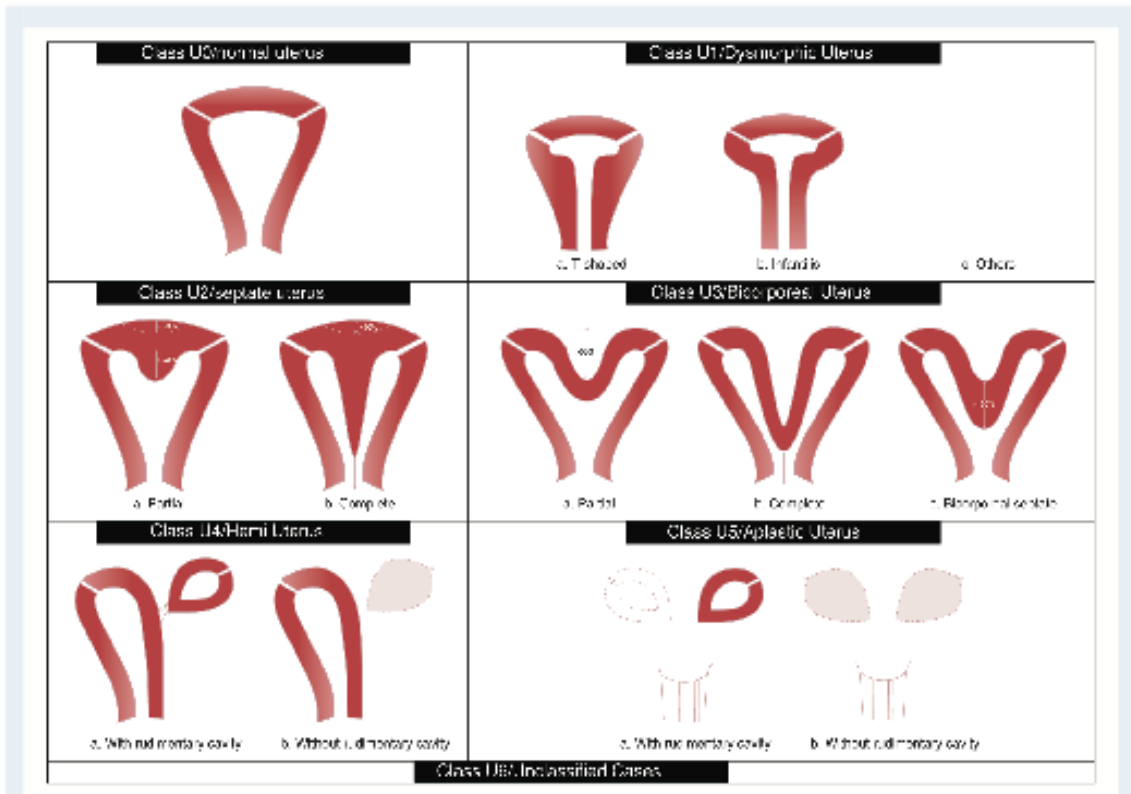 Class U0/normal uterus
Class U1/Dysmorphic Uterus
a. T-shaped
b. Infantile
c. Others
Class U2/septate uterus
Class U3/Bicorporeal Uterus
a. Partial
b. Complete
a. Partial
b. Complete
c. Bicorporeal septate
Class U4/Hemi Uterus
Class U5/Aplastic Uterus
a. With rudimentary cavity
b. Without rudimentary cavity
a. With rudimentary cavity
b. Without rudimentary cavity
Class U6/Unclassified Cases